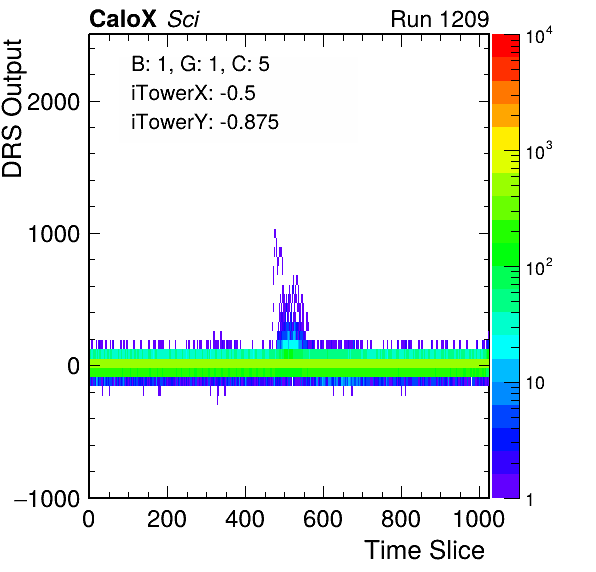 CaloX Sci Run 1209
B: 1, G: 1, C: 5
iTowerX: -0.5
iTowerY: -0.875
DRS Output
2000
1000
0
−1000
0 200 400 600 800 1000
Time Slice
10^4
10^3
10^2
10
1